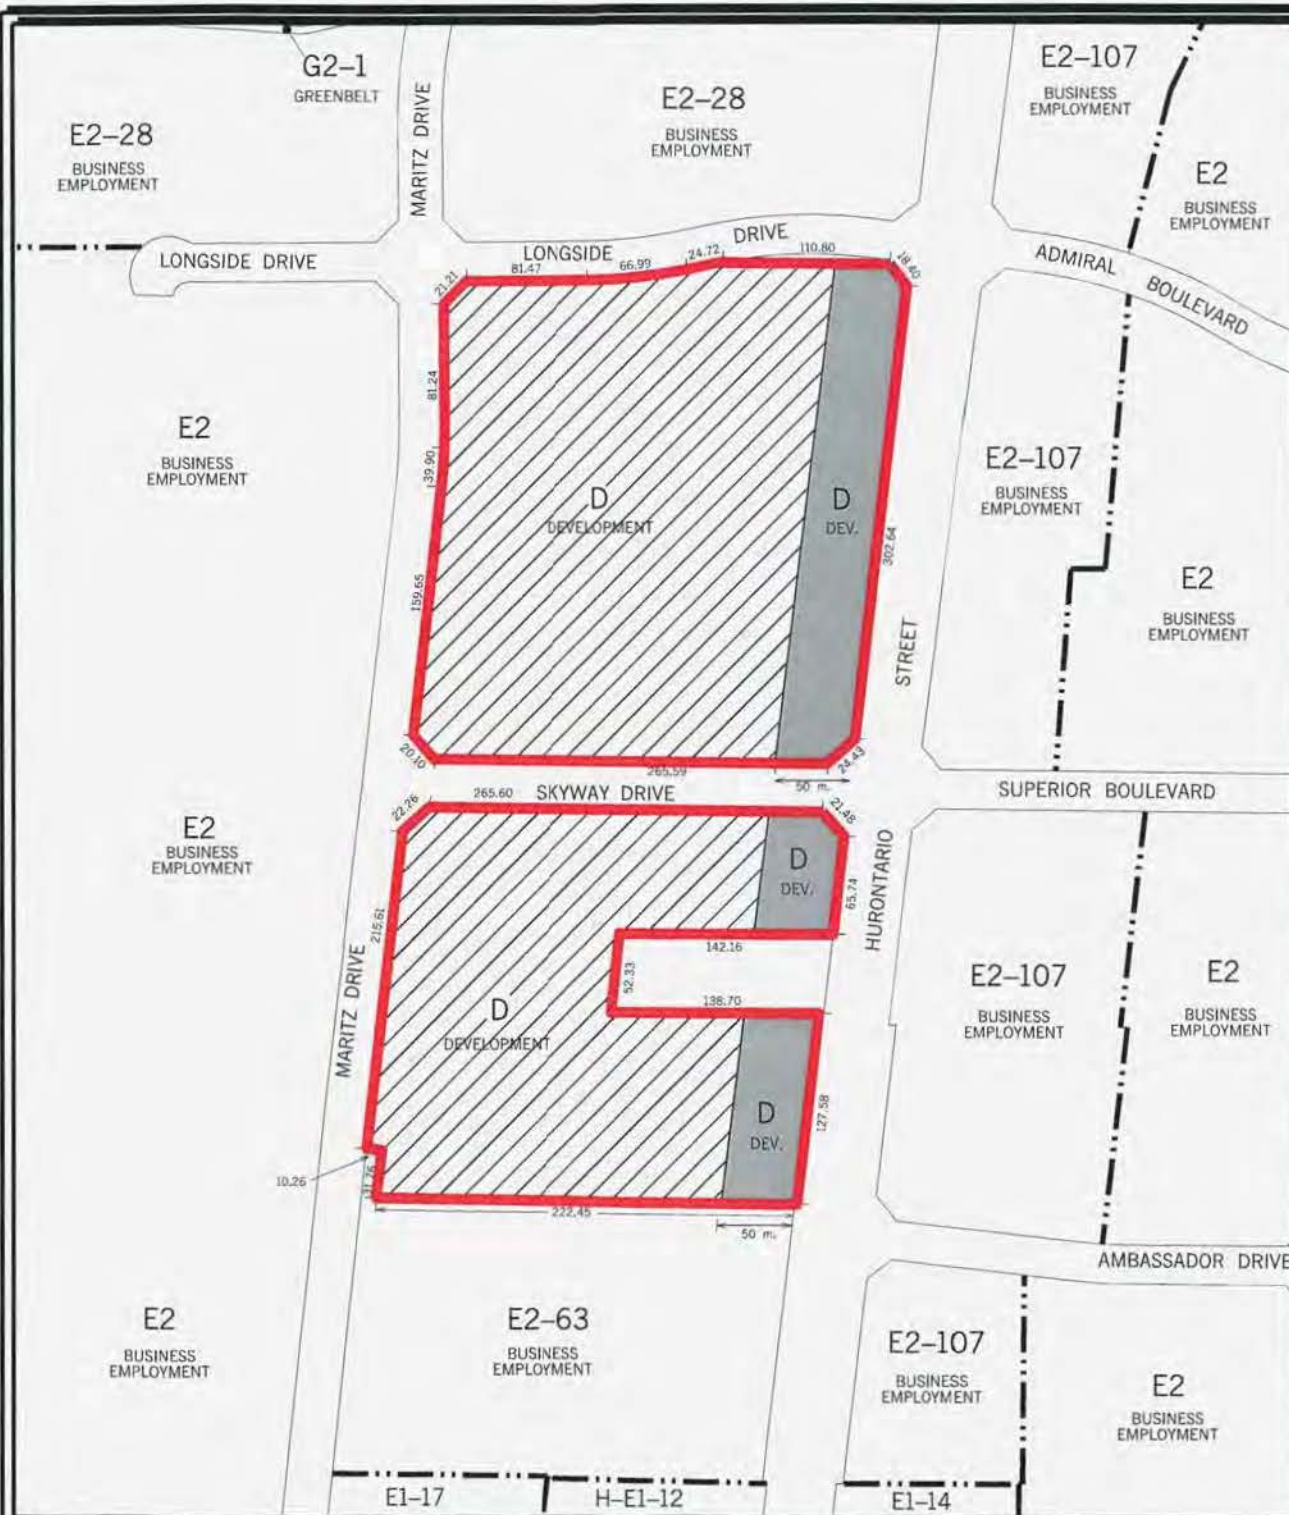 G2-1
GREENBELT
E2-28
BUSINESS
EMPLOYMENT
MARITZ DRIVE
E2-28
BUSINESS
EMPLOYMENT
E2-107
BUSINESS
EMPLOYMENT
E2
BUSINESS
EMPLOYMENT
LONGSIDE DRIVE
LONGSIDE DRIVE
ADMIRAL BOULEVARD
21.21
81.47
66.99
24.72
110.80
18.40
81.24
39.90
159.65
E2
BUSINESS
EMPLOYMENT
D
DEVELOPMENT
D
DEV.
302.64
E2-107
BUSINESS
EMPLOYMENT
E2
BUSINESS
EMPLOYMENT
STREET
20.10
265.59
24.43
50 m.
SKYWAY DRIVE
SUPERIOR BOULEVARD
22.26
265.60
21.48
E2
BUSINESS
EMPLOYMENT
D
DEV.
65.74
HURONTARIO
215.61
142.16
52.33
138.70
MARITZ DRIVE
D
DEVELOPMENT
E2-107
BUSINESS
EMPLOYMENT
E2
BUSINESS
EMPLOYMENT
D
DEV.
127.58
10.26
222.45
50 m.
AMBASSADOR DRIVE
E2
BUSINESS
EMPLOYMENT
E2-63
BUSINESS
EMPLOYMENT
E2-107
BUSINESS
EMPLOYMENT
E2
BUSINESS
EMPLOYMENT
E1-17
H-E1-12
E1-14